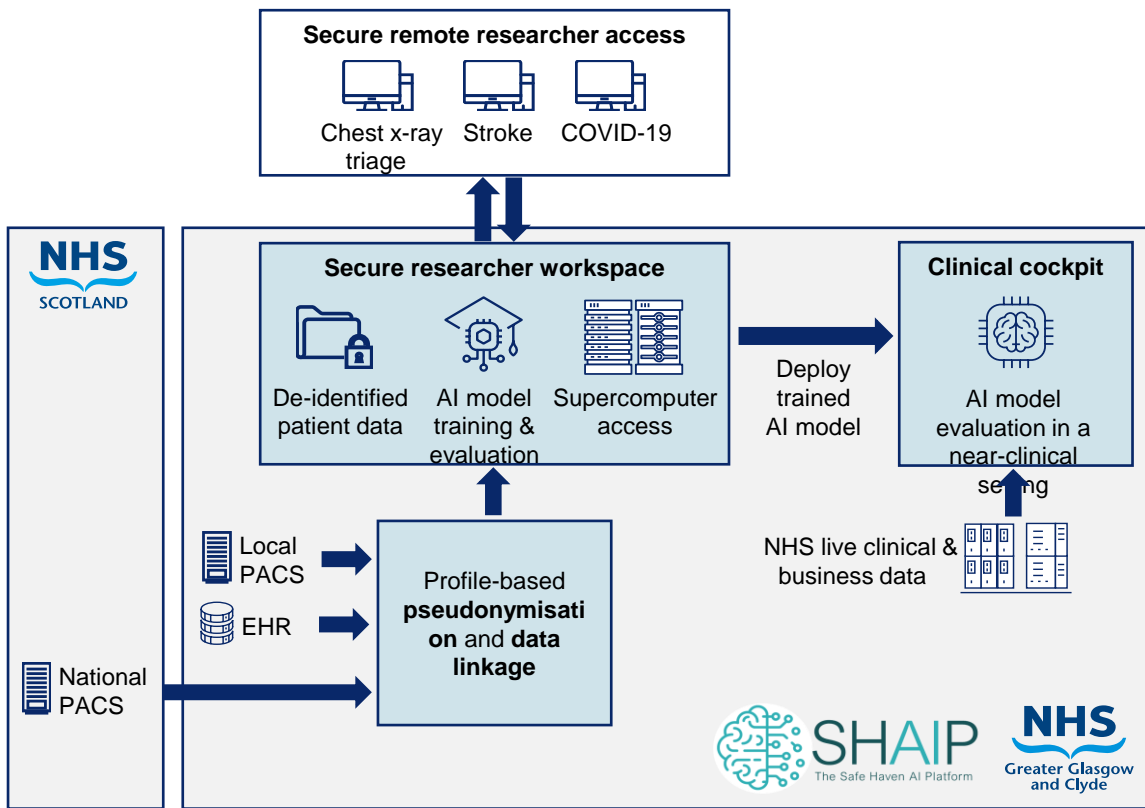 Secure remote researcher access
Chest x-ray
triage
Stroke
COVID-19
NHS
SCOTLAND
Secure researcher workspace
De-identified
patient data
AI model
training &
evaluation
Supercomputer
access
Deploy
trained
AI model
Clinical cockpit
AI model
evaluation in a
near-clinical
setting
Local
PACS
EHR
National
PACS
Profile-based
pseudonymisati
on and data
linkage
NHS live clinical &
business data
SHAIP
The Safe Haven AI Platform
NHS
Greater Glasgow
and Clyde